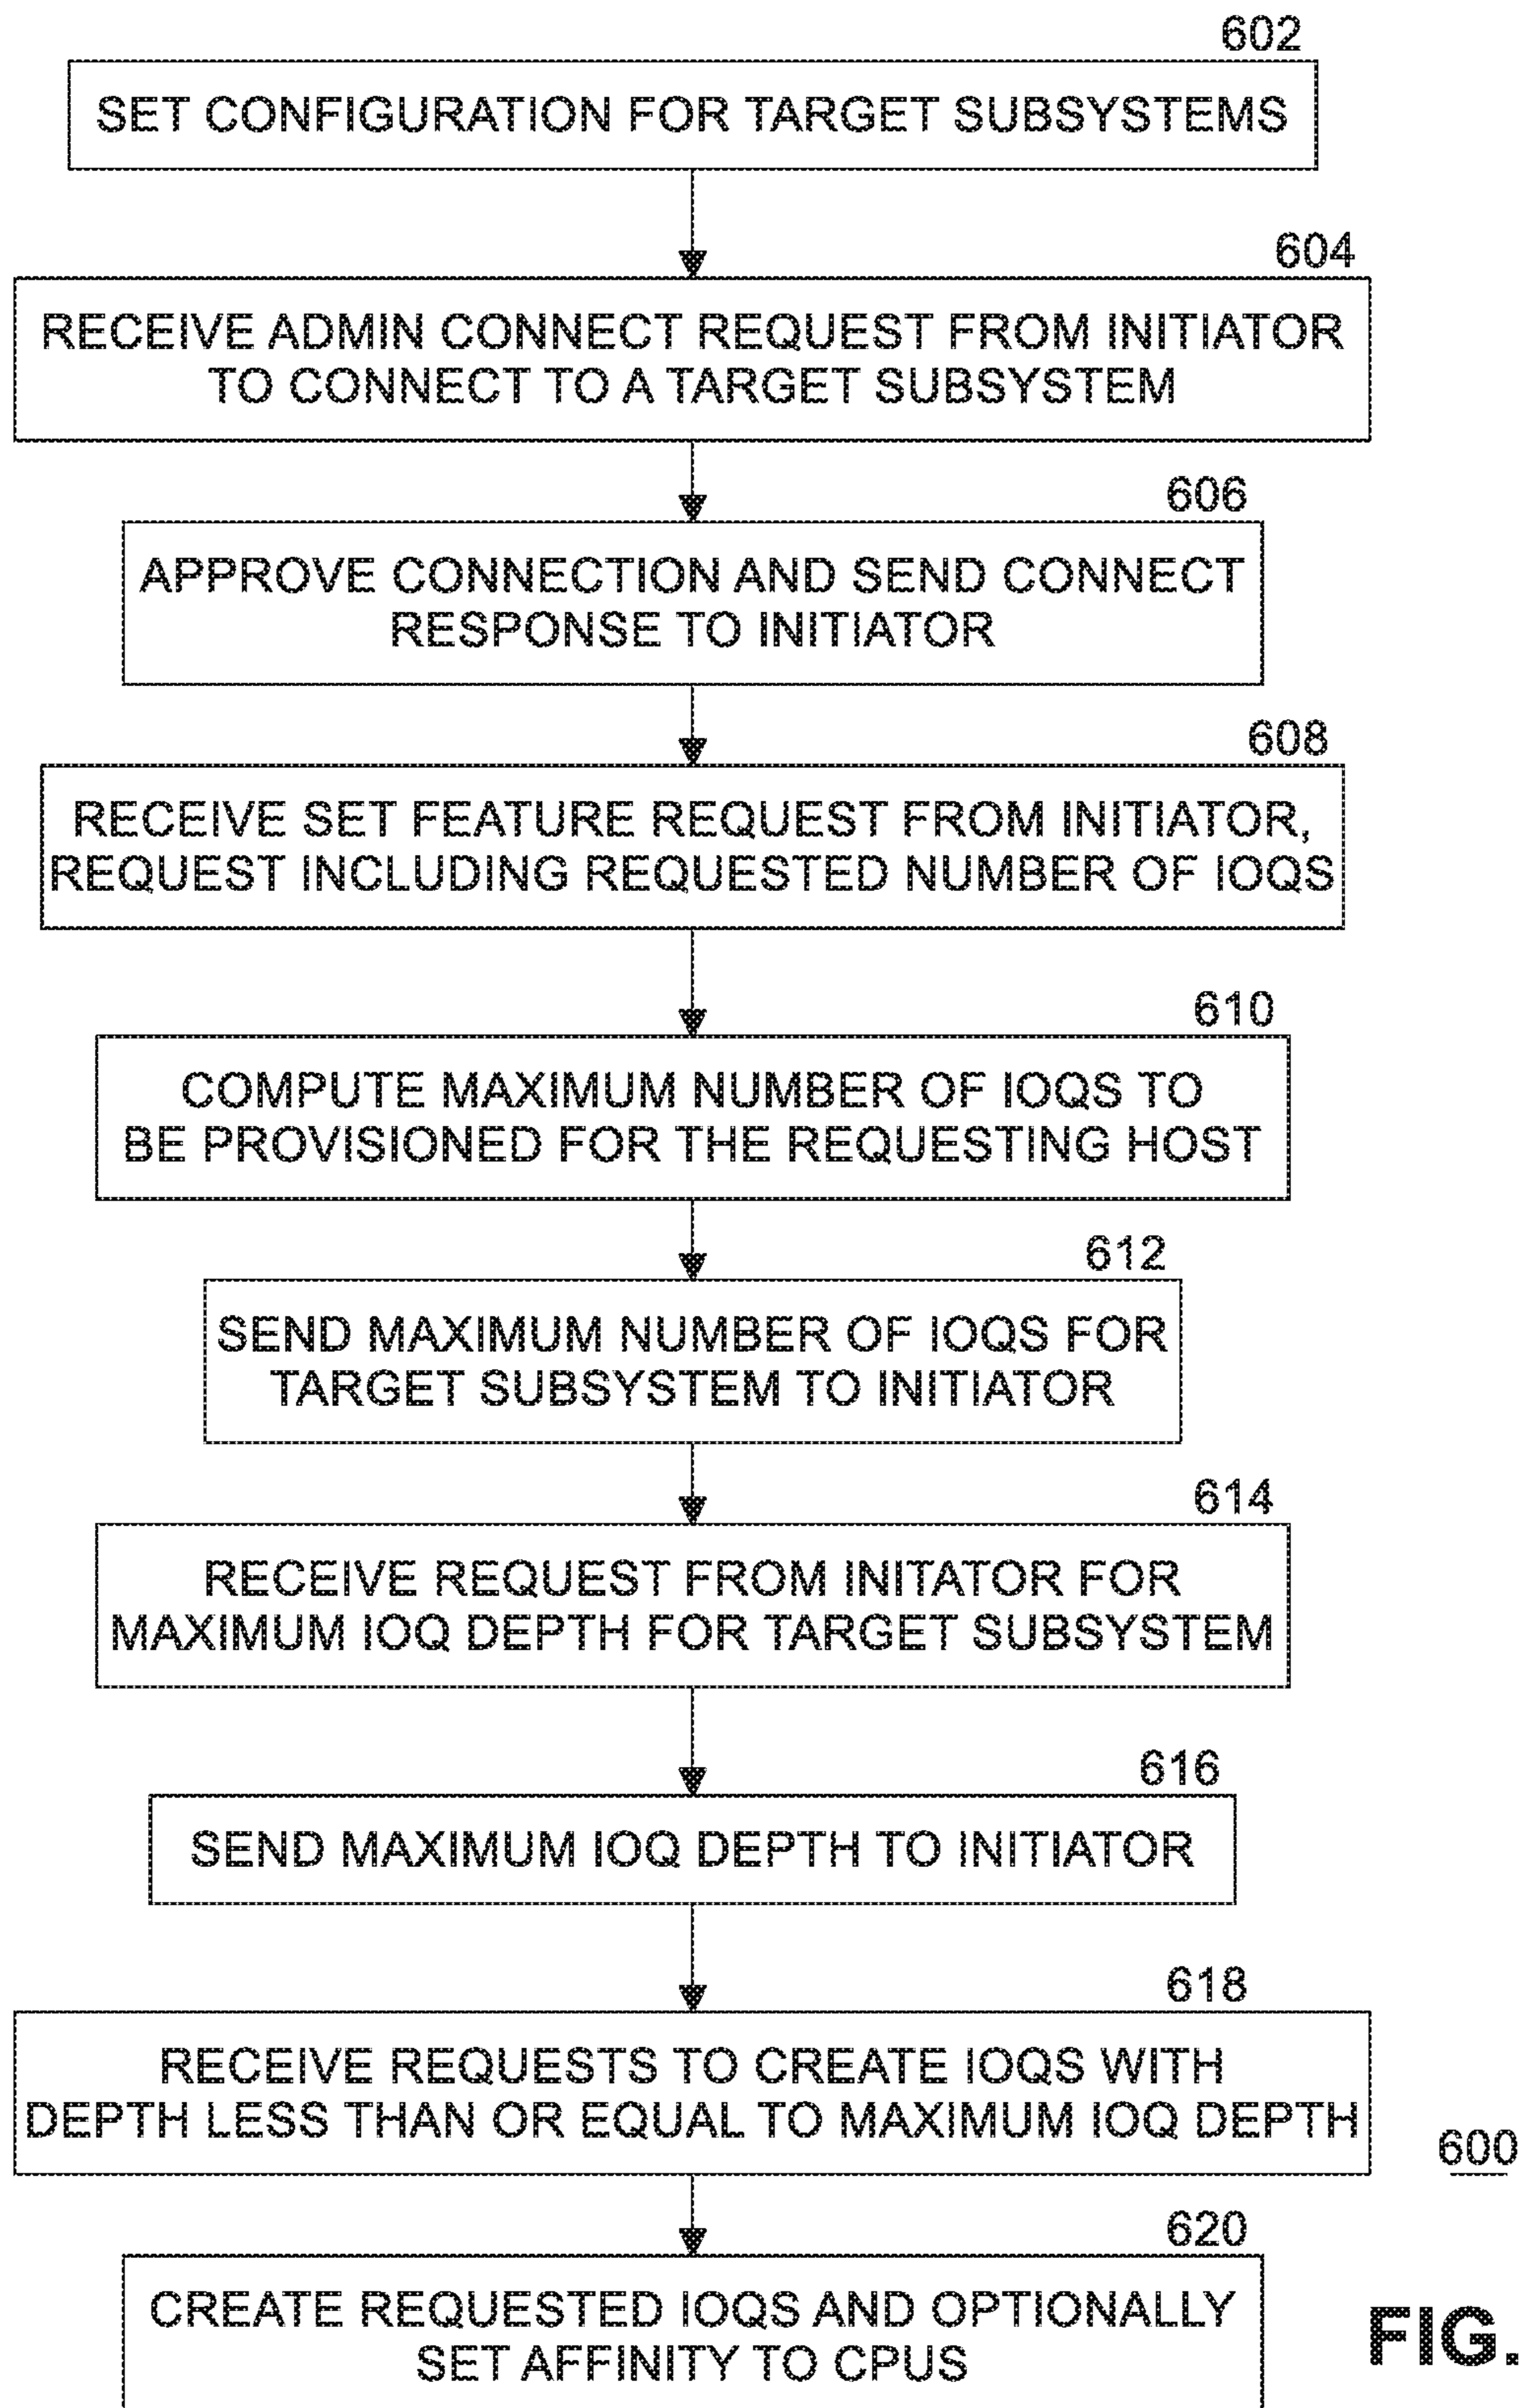 602
SET CONFIGURATION FOR TARGET SUBSYSTEMS
604
RECEIVE ADMIN CONNECT REQUEST FROM INITIATOR
TO CONNECT TO A TARGET SUBSYSTEM
606
APPROVE CONNECTION AND SEND CONNECT
RESPONSE TO INITIATOR
608
RECEIVE SET FEATURE REQUEST FROM INITIATOR,
REQUEST INCLUDING REQUESTED NUMBER OF IOQS
610
COMPUTE MAXIMUM NUMBER OF IOQS TO
BE PROVISIONED FOR THE REQUESTING HOST
612
SEND MAXIMUM NUMBER OF IOQS FOR
TARGET SUBSYSTEM TO INITIATOR
614
RECEIVE REQUEST FROM INITATOR FOR
MAXIMUM IOQ DEPTH FOR TARGET SUBSYSTEM
616
SEND MAXIMUM IOQ DEPTH TO INITIATOR
618
RECEIVE REQUESTS TO CREATE IOQS WITH
DEPTH LESS THAN OR EQUAL TO MAXIMUM IOQ DEPTH
600
620
CREATE REQUESTED IOQS AND OPTIONALLY
SET AFFINITY TO CPUS
FIG.